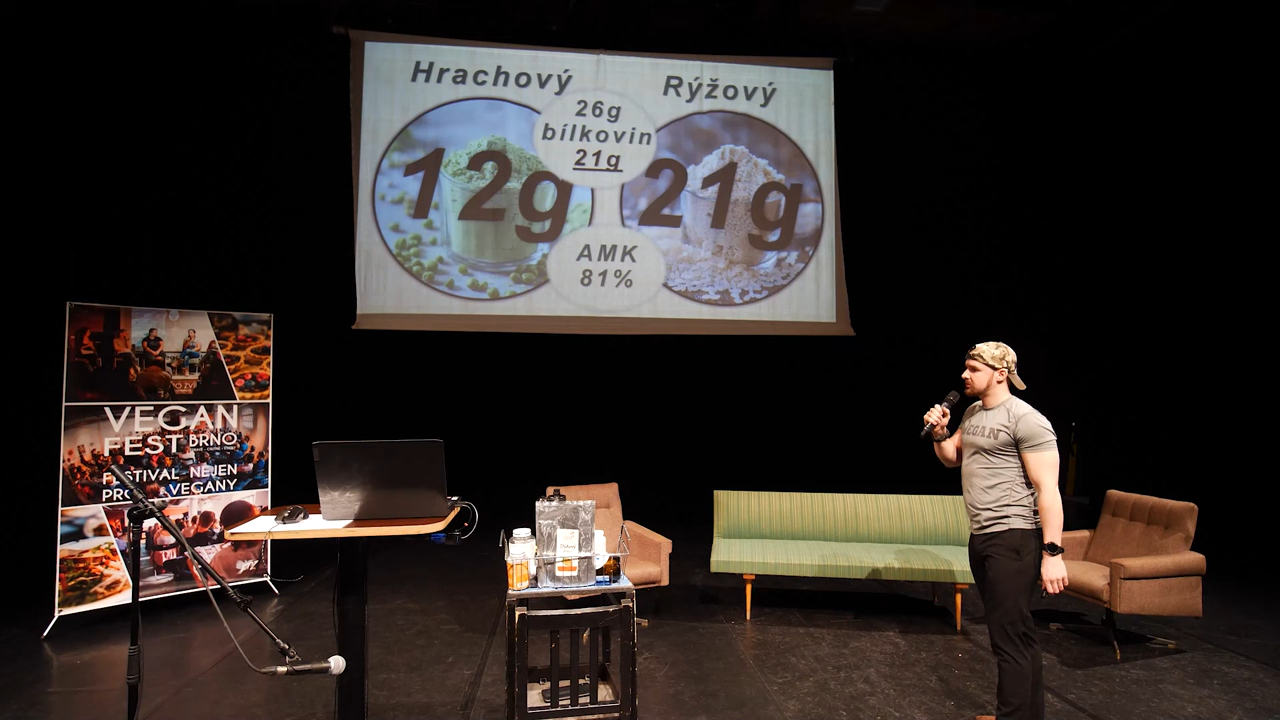 Hrachový
Rýžový
26g
bílkovin
21g
12g
21g
AMK
81%
VEGAN
FEST BRNO
FESTIVAL NEJEN
PRO VEGANY
VEGAN